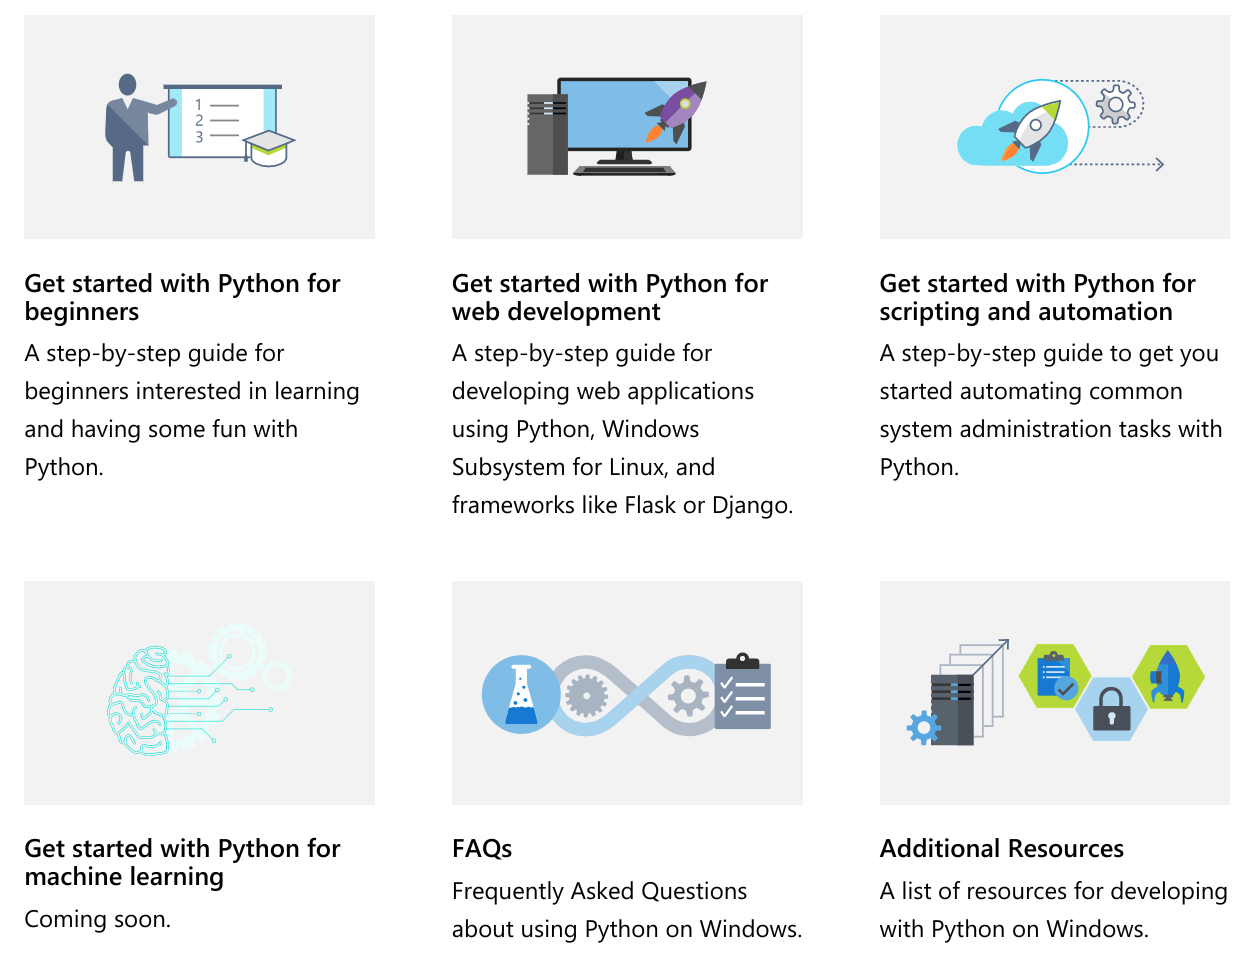 1
2
3
Get started with Python for
beginners
A step-by-step guide for
beginners interested in learning
and having some fun with
Python.
Get started with Python for
web development
A step-by-step guide for
developing web applications
using Python, Windows
Subsystem for Linux, and
frameworks like Flask or Django.
Get started with Python for
scripting and automation
A step-by-step guide to get you
started automating common
system administration tasks with
Python.
Get started with Python for
machine learning
Coming soon.
FAQs
Frequently Asked Questions
about using Python on Windows.
Additional Resources
A list of resources for developing
with Python on Windows.